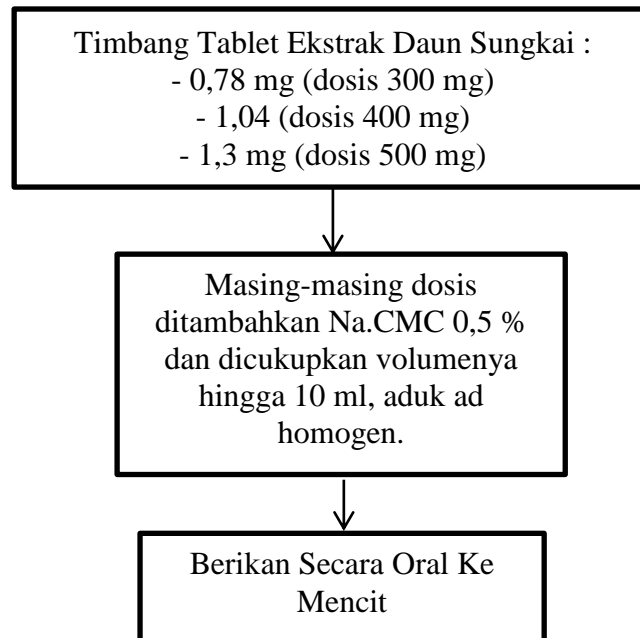 Timbang Tablet Ekstrak Daun Sungkai :
- 0,78 mg (dosis 300 mg)
- 1,04 (dosis 400 mg)
- 1,3 mg (dosis 500 mg)
Masing-masing dosis
ditambahkan Na.CMC 0,5 %
dan dicukupkan volumenya
hingga 10 ml, aduk ad
homogen.
Berikan Secara Oral Ke
Mencit